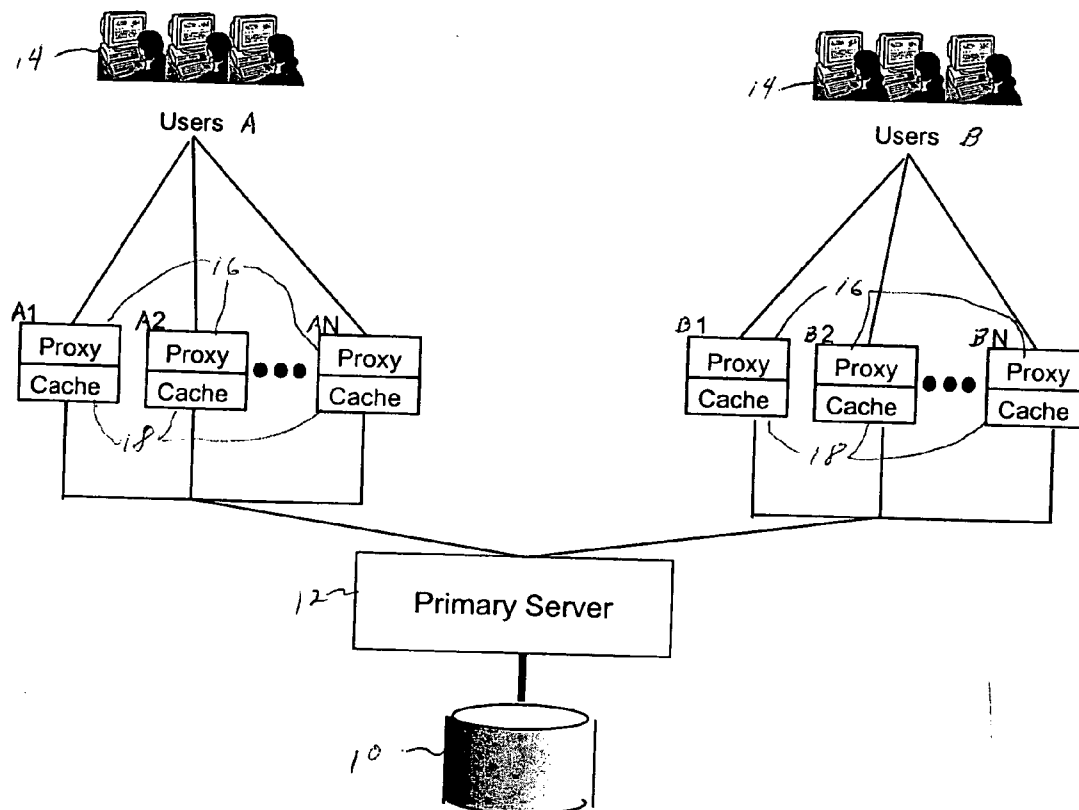 14
14
Users A
Users B
16
16
A1
A2
AN
B1
B2
BN
Proxy
Proxy
Proxy
Proxy
Proxy
Proxy
Cache
Cache
Cache
Cache
Cache
Cache
18
18
12
Primary Server
10